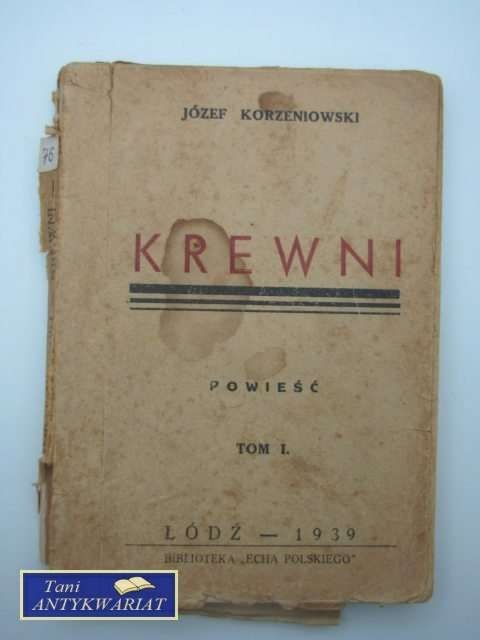 JÓZEF KORZENIOWSKI
KREWNI
POWIEŚĆ
TOM I.
ŁÓDŹ — 1939
BIBLIOTEKA „ECHA POLSKIEGO"
76
Tani
ANTYKWARIAT